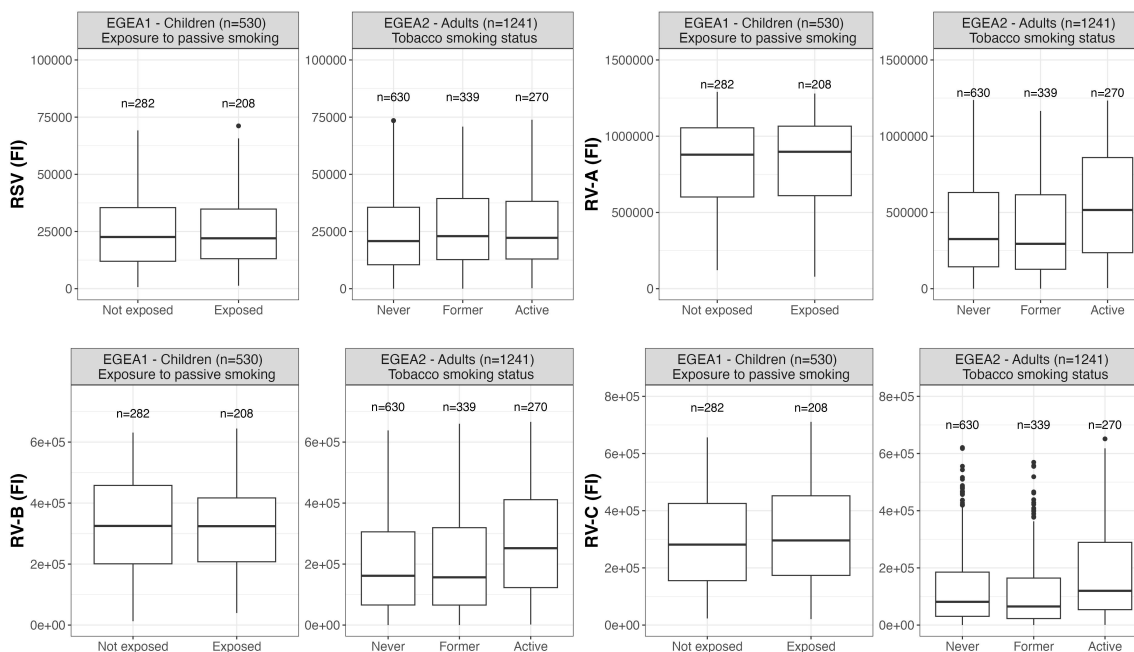 EGEA1 - Children (n=530)
Exposure to passive smoking
EGEA2 - Adults (n=1241)
Tobacco smoking status
RSV (FI)
100000
75000
50000
25000
0
n=282
n=208
Not exposed
Exposed
100000
75000
50000
25000
0
n=630
n=339
n=270
Never
Former
Active
EGEA1 - Children (n=530)
Exposure to passive smoking
EGEA2 - Adults (n=1241)
Tobacco smoking status
RV-A (FI)
1500000
1000000
500000
0
n=282
n=208
Not exposed
Exposed
1500000
1000000
500000
0
n=630
n=339
n=270
Never
Former
Active
EGEA1 - Children (n=530)
Exposure to passive smoking
EGEA2 - Adults (n=1241)
Tobacco smoking status
RV-B (FI)
6e+05
4e+05
2e+05
0e+00
n=282
n=208
Not exposed
Exposed
6e+05
4e+05
2e+05
0e+00
n=630
n=339
n=270
Never
Former
Active
EGEA1 - Children (n=530)
Exposure to passive smoking
EGEA2 - Adults (n=1241)
Tobacco smoking status
RV-C (FI)
8e+05
6e+05
4e+05
2e+05
0e+00
n=282
n=208
Not exposed
Exposed
8e+05
6e+05
4e+05
2e+05
0e+00
n=630
n=339
n=270
Never
Former
Active